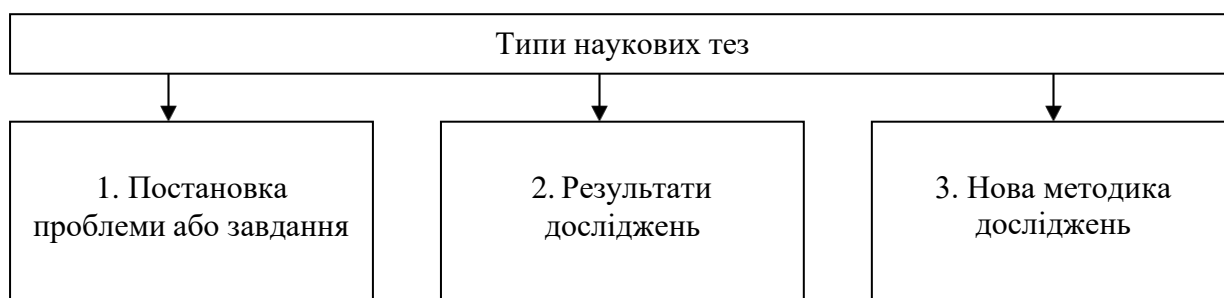 Типи наукових тез
1. Постановка
проблеми або завдання
2. Результати
досліджень
3. Нова методика
досліджень